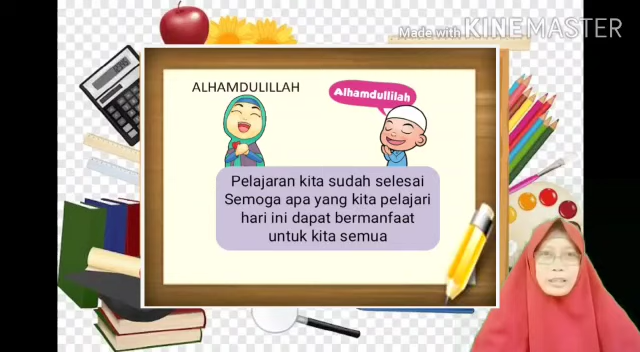 Made with KINEMASTER
ALHAMDULILLAH
Alhamdullilah
Pelajaran kita sudah selesai
Semoga apa yang kita pelajari
hari ini dapat bermanfaat
untuk kita semua